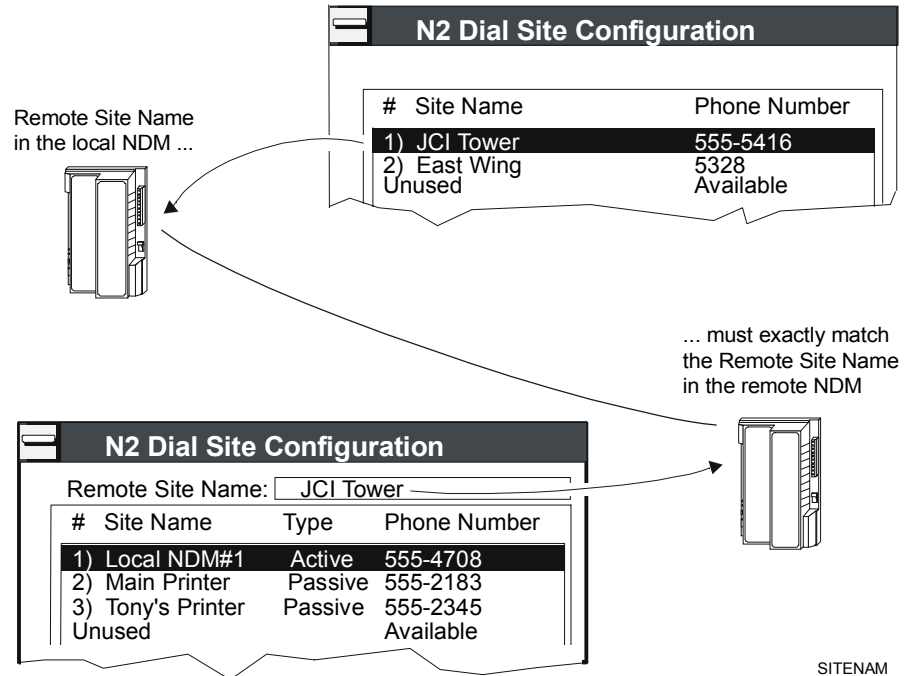 N2 Dial Site Configuration
# Site Name Phone Number
1) JCI Tower 555-5416
2) East Wing 5328
Unused Available
Remote Site Name
in the local NDM ...
... must exactly match
the Remote Site Name
in the remote NDM
N2 Dial Site Configuration
Remote Site Name: JCI Tower
# Site Name Type Phone Number
1) Local NDM#1 Active 555-4708
2) Main Printer Passive 555-2183
3) Tony's Printer Passive 555-2345
Unused Available
SITENAM